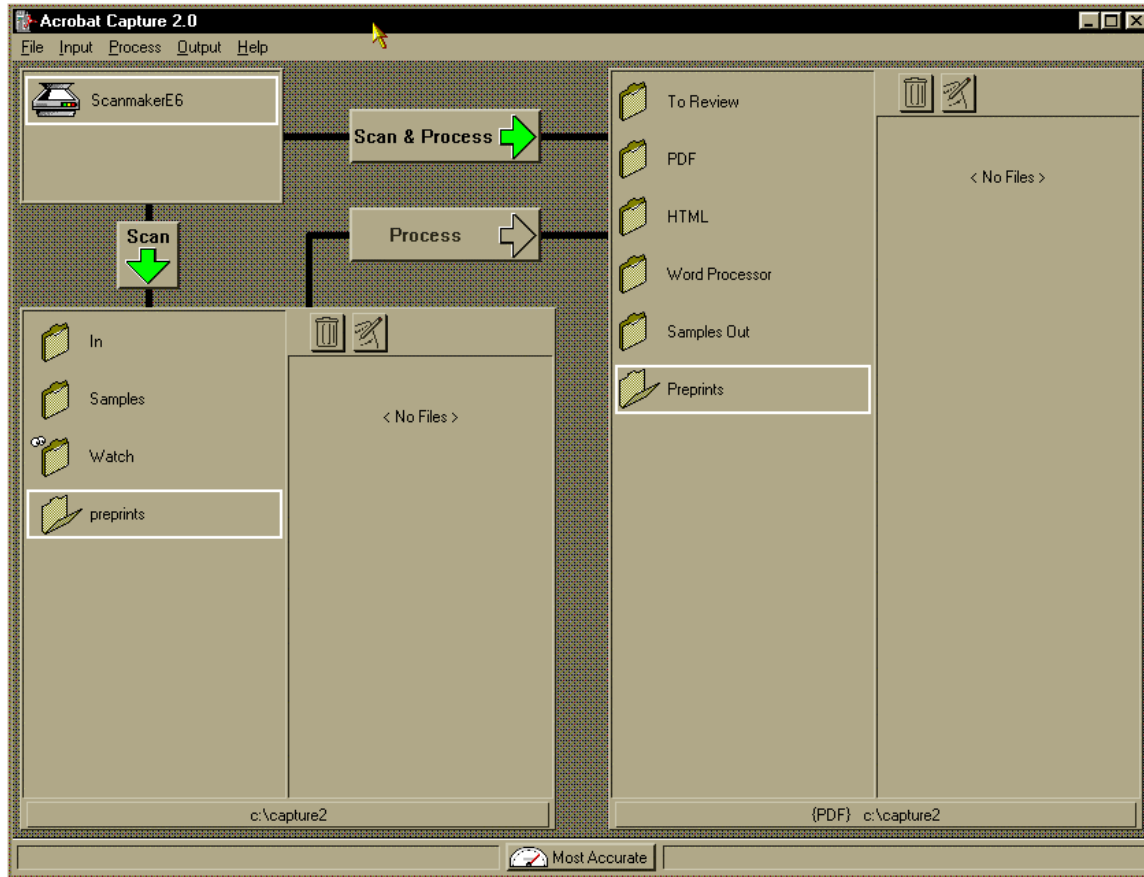 Acrobat Capture 2.0
File Input Process Output Help
ScanmakerE6
Scan & Process
Scan
Process
In
Samples
Watch
preprints
< No Files >
c:\capture2
To Review
PDF
HTML
Word Processor
Samples Out
Preprints
< No Files >
{PDF} c:\capture2
Most Accurate